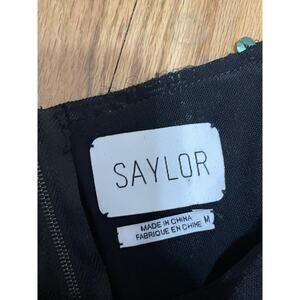 SAYLOR
MADE IN CHINA
FABRIQUE EN CHINE
M